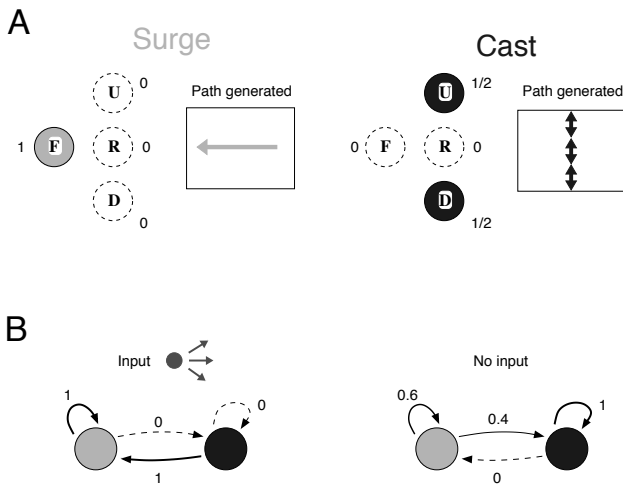 A
Surge
Cast
U 0
Path generated
1 F R 0
D 0
U 1/2
Path generated
0 F R 0
D 1/2
B
Input
No input
1 0 0 1
0.6 0.4 1 0